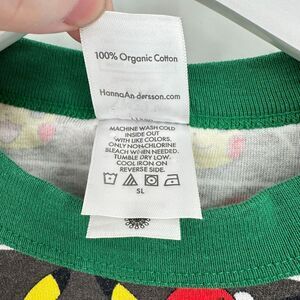 100% Organic Cotton
HannaAndersson.com
MACHINE WASH COLD
INSIDE OUT
WITH LIKE COLORS.
ONLY NON-CHLORINE
BLEACH WHEN NEEDED.
TUMBLE DRY LOW.
COOL IRON ON
REVERSE SIDE.
SL